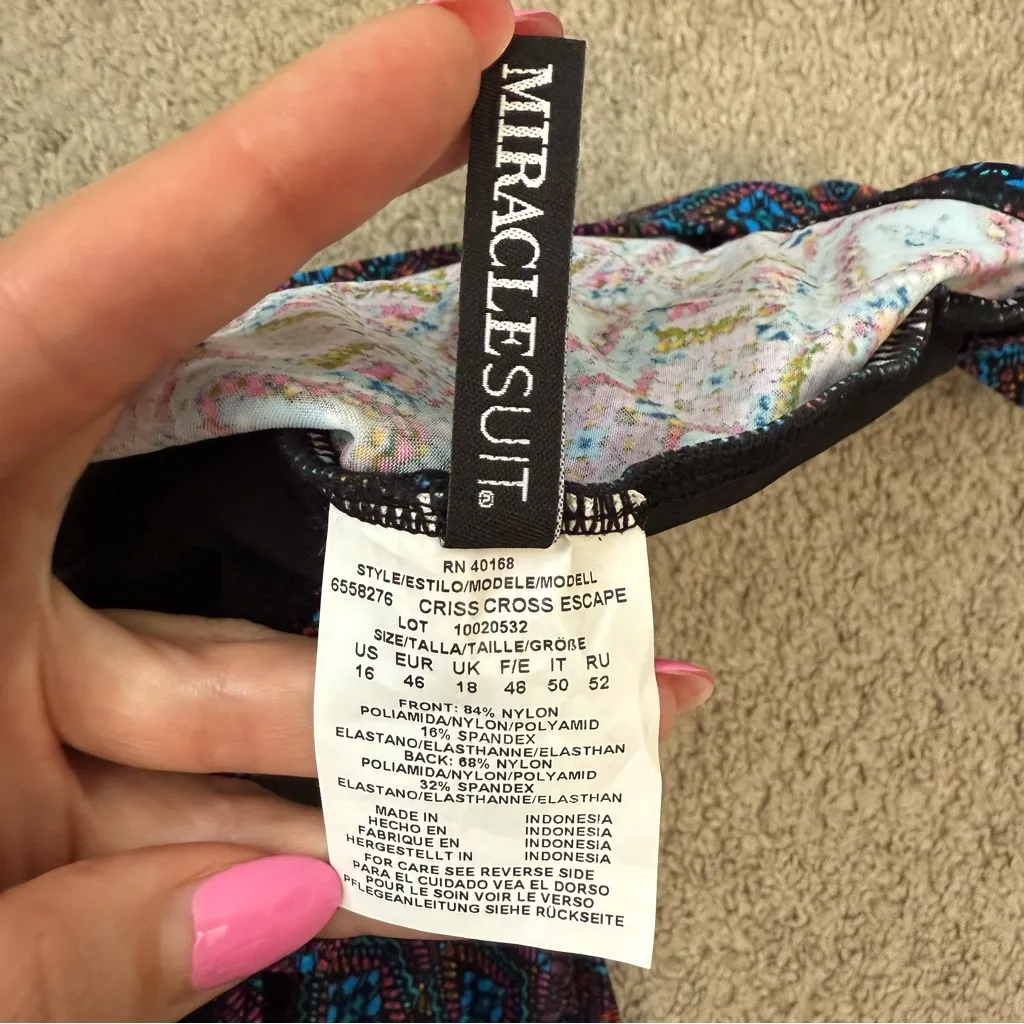 MIRACLESUIT®
RN 40168
STYLE/ESTILO/MODELE/MODELL
6558276 CRISS CROSS ESCAPE
LOT 10020532
SIZE/TALLA/TAILLE/GRÖßE
US EUR UK F/E IT RU
16 46 18 48 50 52
FRONT: 84% NYLON
POLIAMIDA/NYLON/POLYAMID
16% SPANDEX
ELASTANO/ELASTHANNE/ELASTHAN
BACK: 68% NYLON
POLIAMIDA/NYLON/POLYAMID
32% SPANDEX
ELASTANO/ELASTHANNE/ELASTHAN
MADE IN INDONESIA
HECHO EN INDONESIA
FABRIQUE EN INDONESIA
HERGESTELLT IN INDONESIA
FOR CARE SEE REVERSE SIDE
PARA EL CUIDADO VEA EL DORSO
POUR LE SOIN VOIR LE VERSO
PFLEGEANLEITUNG SIEHE RÜCKSEITE